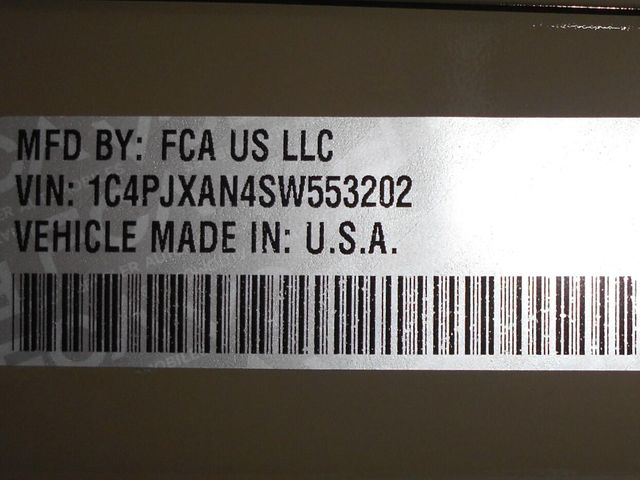 MFD BY: FCA US LLC
VIN: 1C4PJXAN4SW553202
VEHICLE MADE IN: U.S.A.